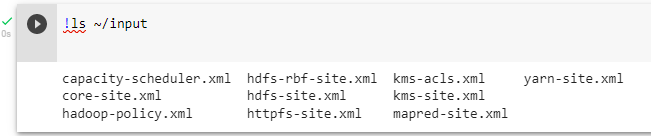 !ls ~/input
0s
capacity-scheduler.xml hdfs-rbf-site.xml kms-acls.xml yarn-site.xml
core-site.xml hdfs-site.xml kms-site.xml
hadoop-policy.xml httpfs-site.xml mapred-site.xml